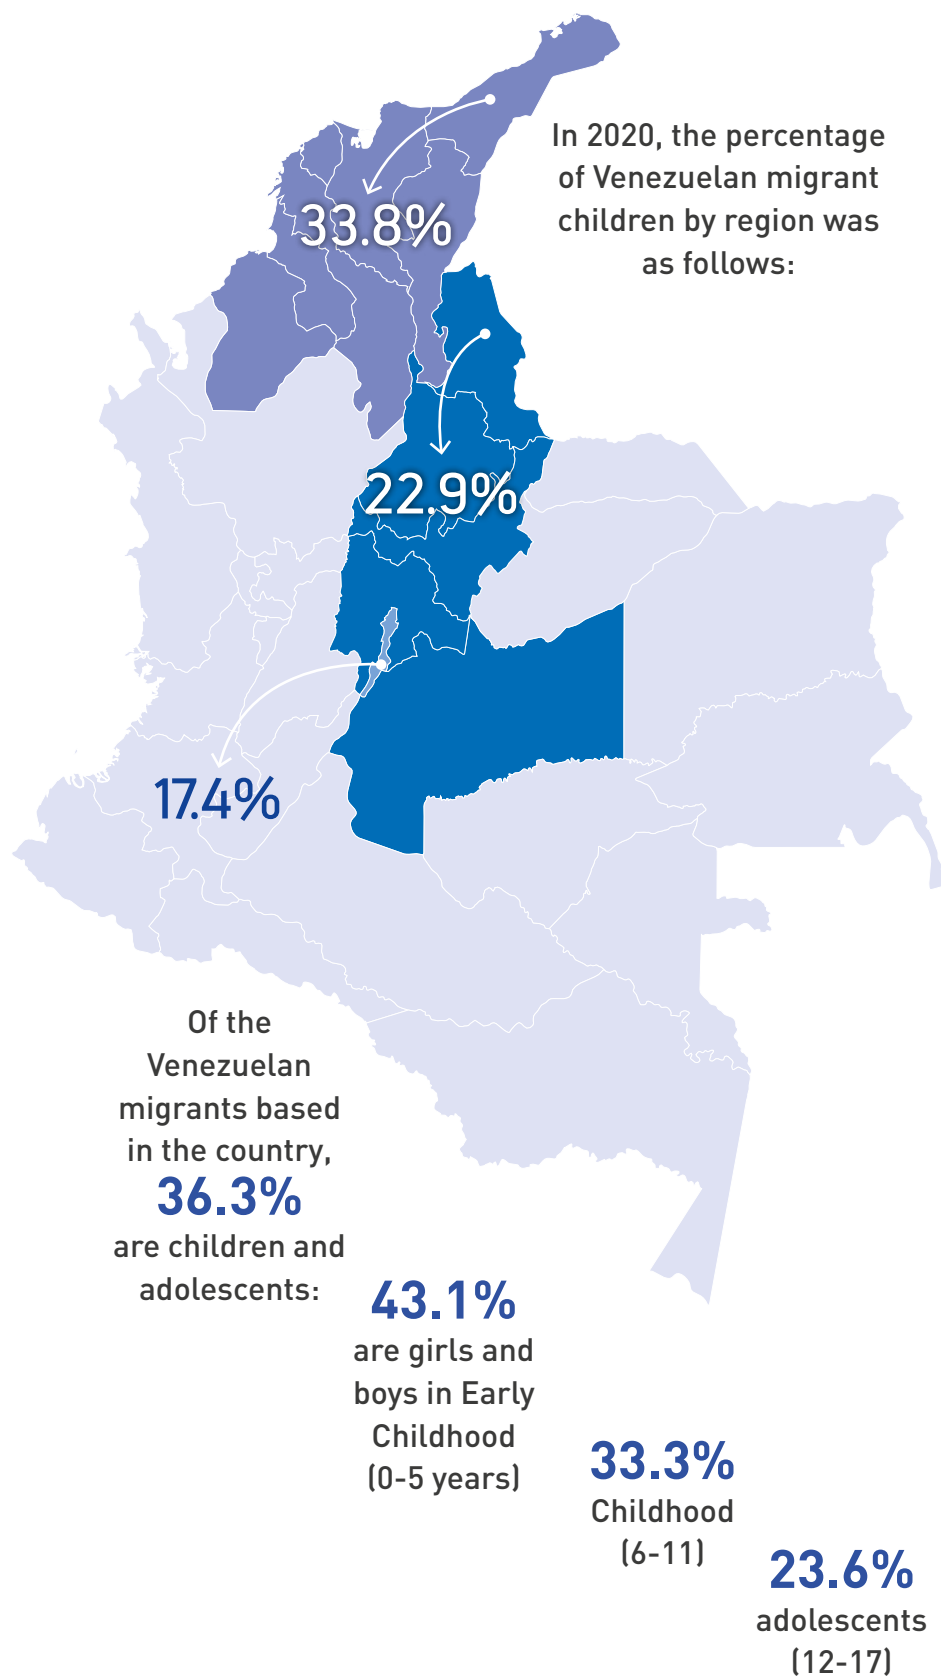 In 2020, the percentage
of Venezuelan migrant
children by region was
as follows:
33.8%
22.9%
17.4%
Of the
Venezuelan
migrants based
in the country,
36.3%
are children and
adolescents:
43.1%
are girls and
boys in Early
Childhood
(0-5 years)
33.3%
Childhood
(6-11)
23.6%
adolescents
(12-17)